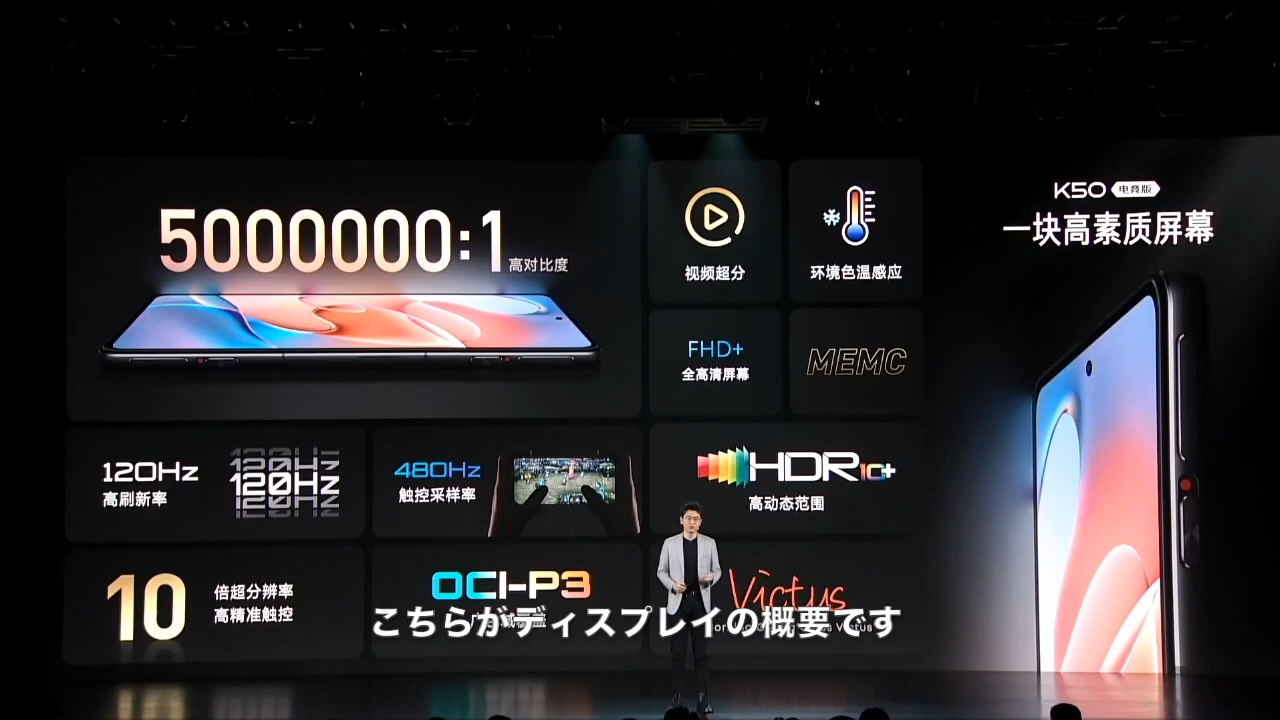 5000000:1 高对比度
视频超分
环境色温感应
FHD+
全高清屏幕
MEMC
K50 电竞版
一块高素质屏幕
120Hz
高刷新率
120Hz
120Hz
120Hz
480Hz
触控采样率
HDR10+
高动态范围
10
倍超分辨率
高精准触控
DCI-P3
Victus
こちらがディスプレイの概要です